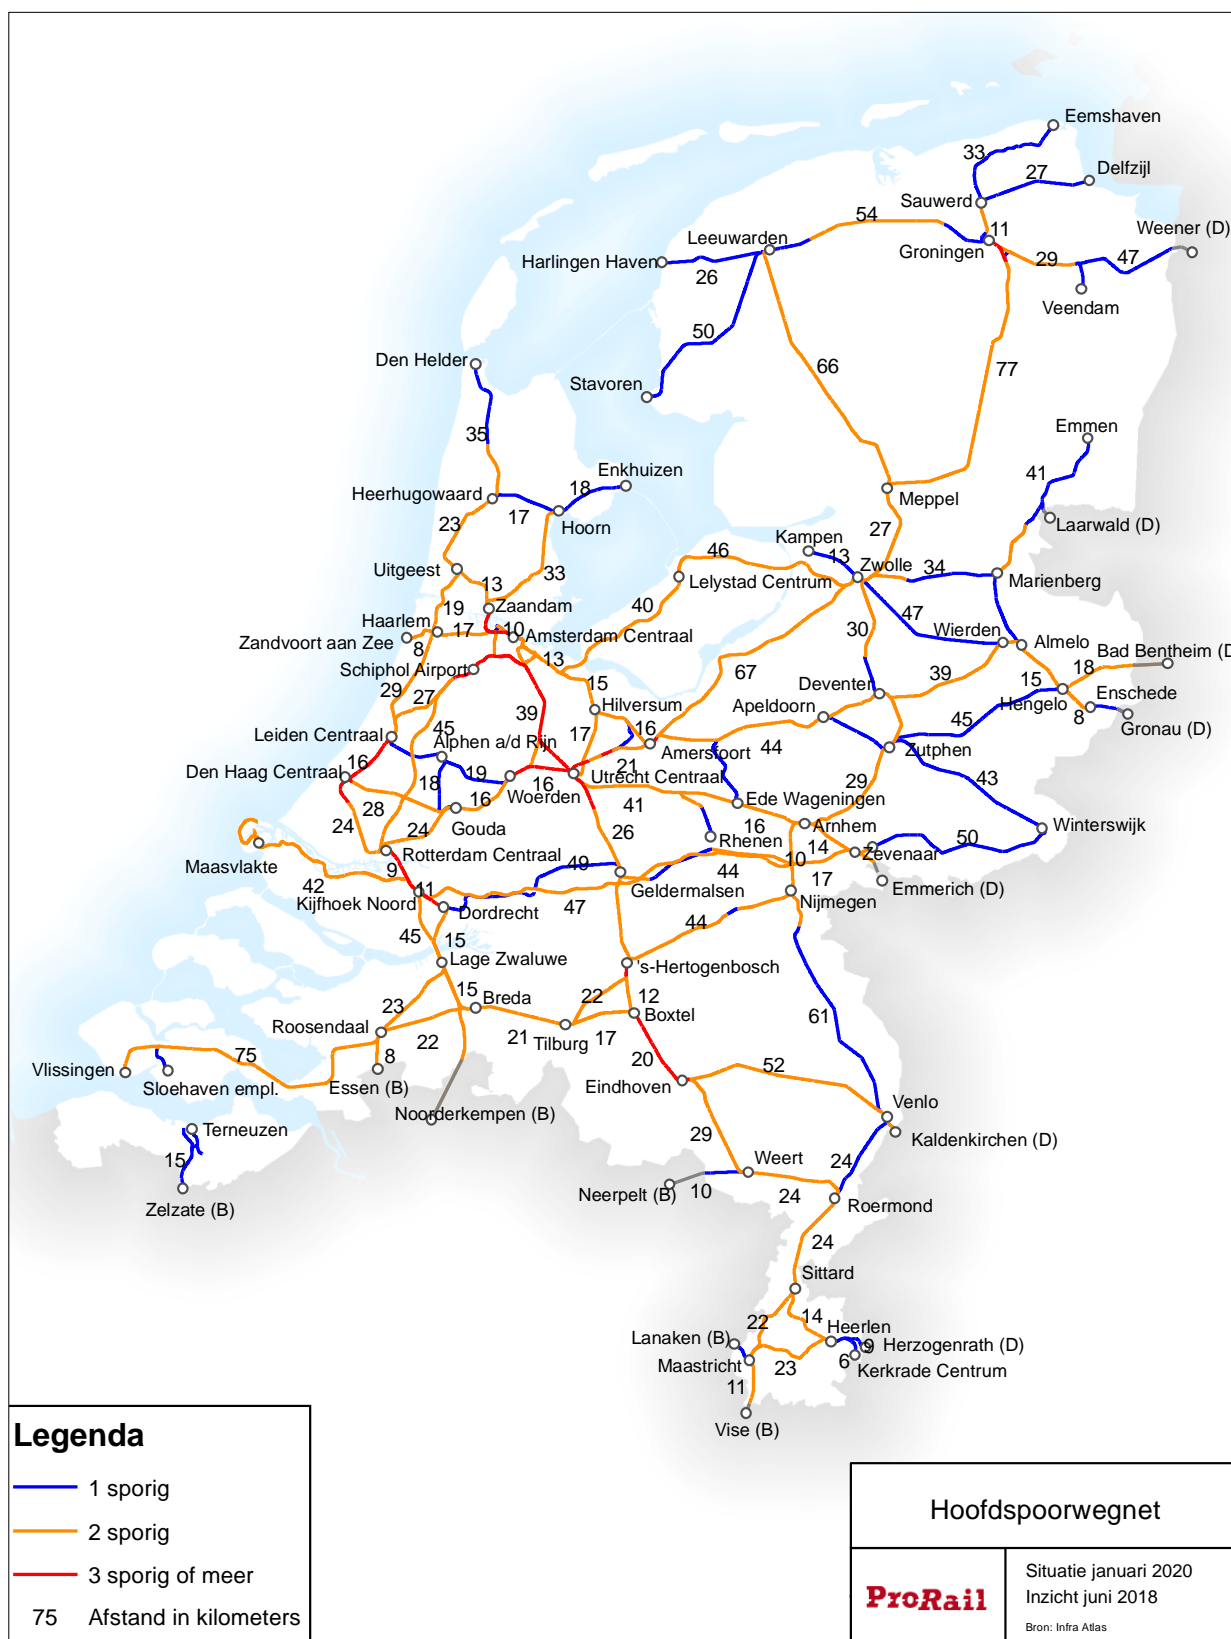 Eemshaven
33
27
Delfzijl
Sauwerd
54
11
Weener (D)
Leeuwarden
Groningen
29
47
Harlingen Haven
26
Veendam
50
Den Helder
66
77
Stavoren
Emmen
35
41
Enkhuizen
18
Heerhugowaard
17
Hoorn
Meppel
Laarwald (D)
23
27
Kampen
46
13
Zwolle
34
Uitgeest
33
Lelystad Centrum
Marienberg
13
40
19
Zaandam
Haarlem
17
10
Amsterdam Centraal
47
30
Wierden
Almelo
Zandvoort aan Zee
8
13
Bad Bentheim (D
Schiphol Airport
67
18
15
39
29
27
15
Deventer
Hengelo
Enschede
39
Hilversum
Apeldoorn
45
8
Gronau (D)
Leiden Centraal
45
17
16
44
Alphen a/d Rijn
Amersfoort
Zutphen
Den Haag Centraal
16
18
19
16
21
Utrecht Centraal
43
29
28
16
Woerden
41
Ede Wageningen
24
24
Gouda
26
16
Arnhem
Winterswijk
Rhenen
14
50
Maasvlakte
Rotterdam Centraal
49
10
Zevenaar
9
44
17
42
11
Geldermalsen
Emmerich (D)
Kijfhoek Noord
47
Nijmegen
Dordrecht
44
45
15
Lage Zwaluwe
's-Hertogenbosch
15
22
12
23
Breda
61
Roosendaal
22
21
Tilburg
17
Boxtel
75
8
20
52
Vlissingen
Sloehaven empl.
Essen (B)
Eindhoven
Noorderkempen (B)
Venlo
Terneuzen
29
Kaldenkirchen (D)
15
Weert
24
Neerpelt (B)
10
24
Zelzate (B)
Roermond
24
Sittard
22
14
Lanaken (B)
Heerlen
9
Herzogenrath (D)
Maastricht
23
6
Kerkrade Centrum
11
Vise (B)
Legenda
1 sporig
2 sporig
3 sporig of meer
75 Afstand in kilometers
Hoofdspoorwegnet
ProRail
Situatie januari 2020
Inzicht juni 2018
Bron: Infra Atlas